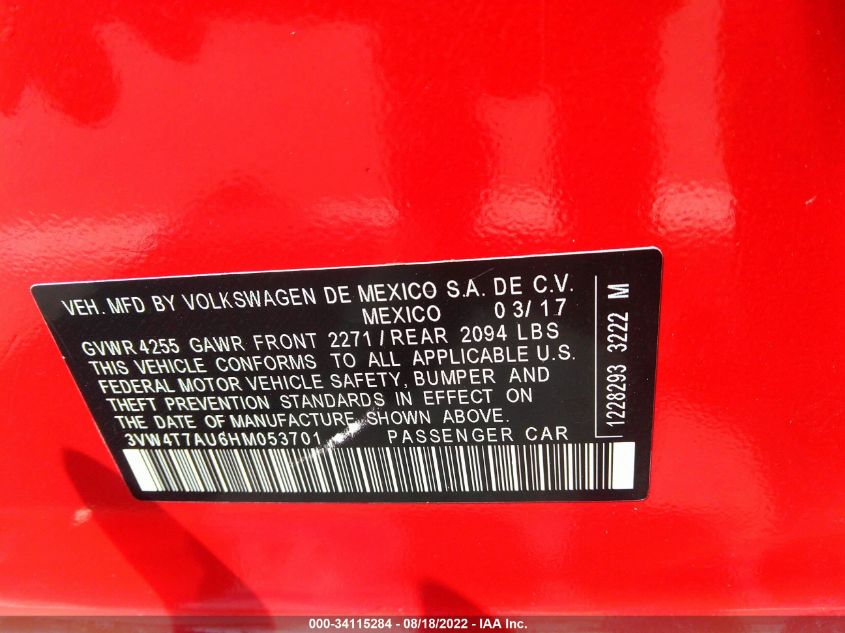 VEH. MFD BY VOLKSWAGEN DE MEXICO S.A. DE C.V.
MEXICO 03/17
GVWR 4255 GAWR FRONT 2271/REAR 2094 LBS
THIS VEHICLE CONFORMS TO ALL APPLICABLE U.S.
FEDERAL MOTOR VEHICLE SAFETY, BUMPER AND
THEFT PREVENTION STANDARDS IN EFFECT ON
THE DATE OF MANUFACTURE SHOWN ABOVE.
3VW4T7AU6HM053701 PASSENGER CAR
1228293 3222 M
000-34115284 - 08/18/2022 - IAA Inc.